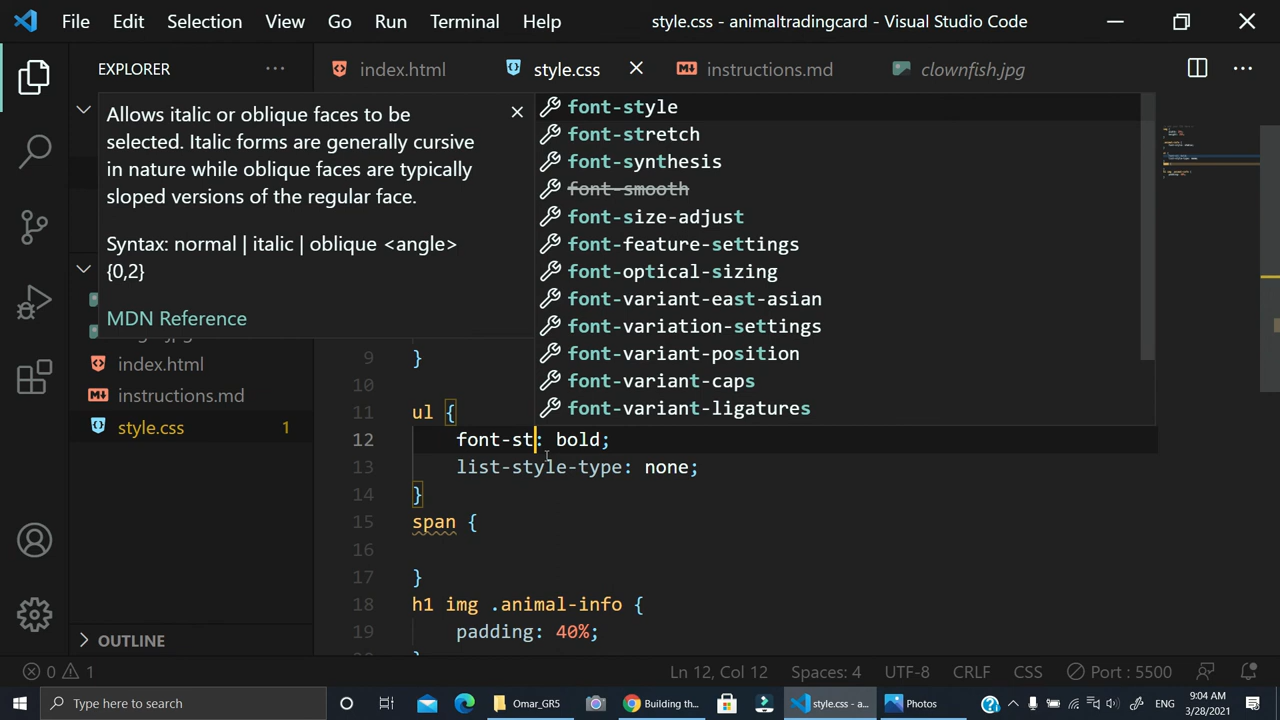 File Edit Selection View Go Run Terminal Help style.css - animaltradingcard - Visual Studio Code
EXPLORER ··· index.html style.css instructions.md clownfish.jpg ···
Allows italic or oblique faces to be
selected. Italic forms are generally cursive
in nature while oblique faces are typically
sloped versions of the regular face.
Syntax: normal | italic | oblique <angle>
{0,2}
MDN Reference
font-style
font-stretch
font-synthesis
font-smooth
font-size-adjust
font-feature-settings
font-optical-sizing
font-variant-east-asian
font-variation-settings
font-variant-position
font-variant-caps
font-variant-ligatures
index.html
instructions.md
style.css 1
OUTLINE
9 }
10
11 ul {
12 font-st: bold;
13 list-style-type: none;
14 }
15 span {
16
17 }
18 h1 img .animal-info {
19 padding: 40%;
0 1 Ln 12, Col 12 Spaces: 4 UTF-8 CRLF CSS Port : 5500
Type here to search Omar_GR5 Building th... style.css - a... Photos ENG 9:04 AM
3/28/2021